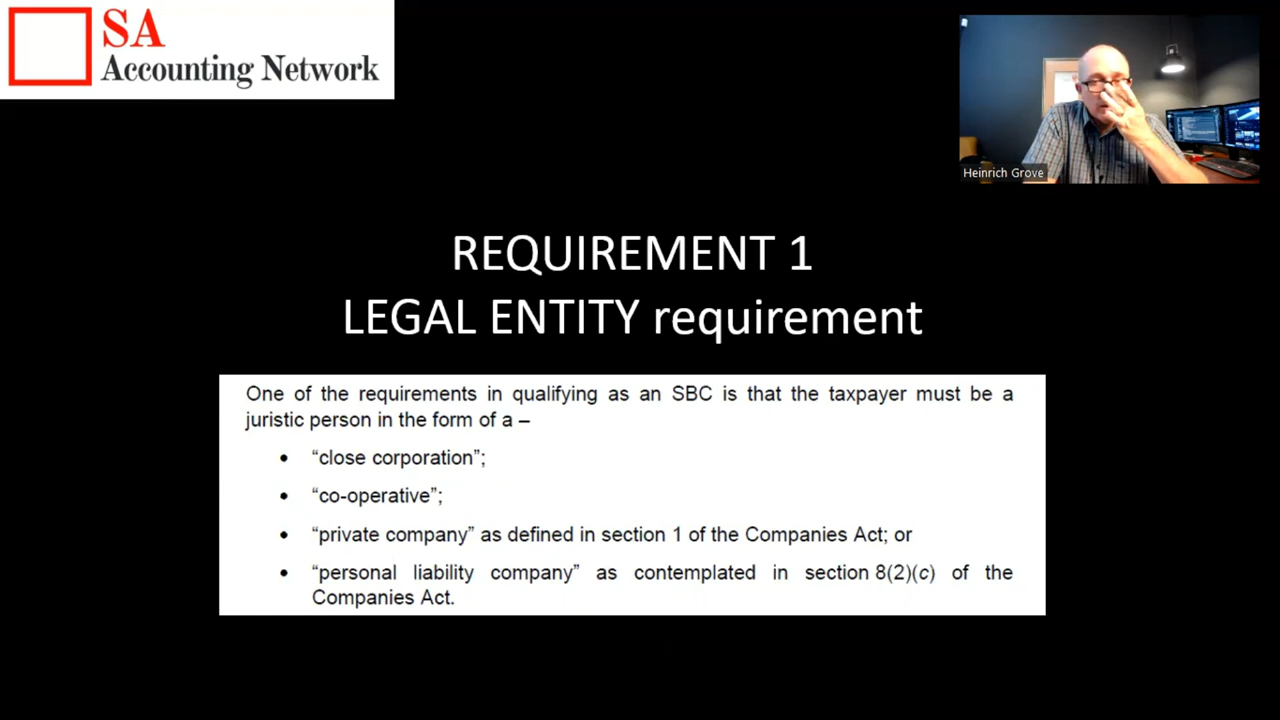 SA
Accounting Network
Heinrich Grove
REQUIREMENT 1
LEGAL ENTITY requirement
One of the requirements in qualifying as an SBC is that the taxpayer must be a
juristic person in the form of a –
• “close corporation”;
• “co-operative”;
• “private company” as defined in section 1 of the Companies Act; or
• “personal liability company” as contemplated in section 8(2)(c) of the
Companies Act.